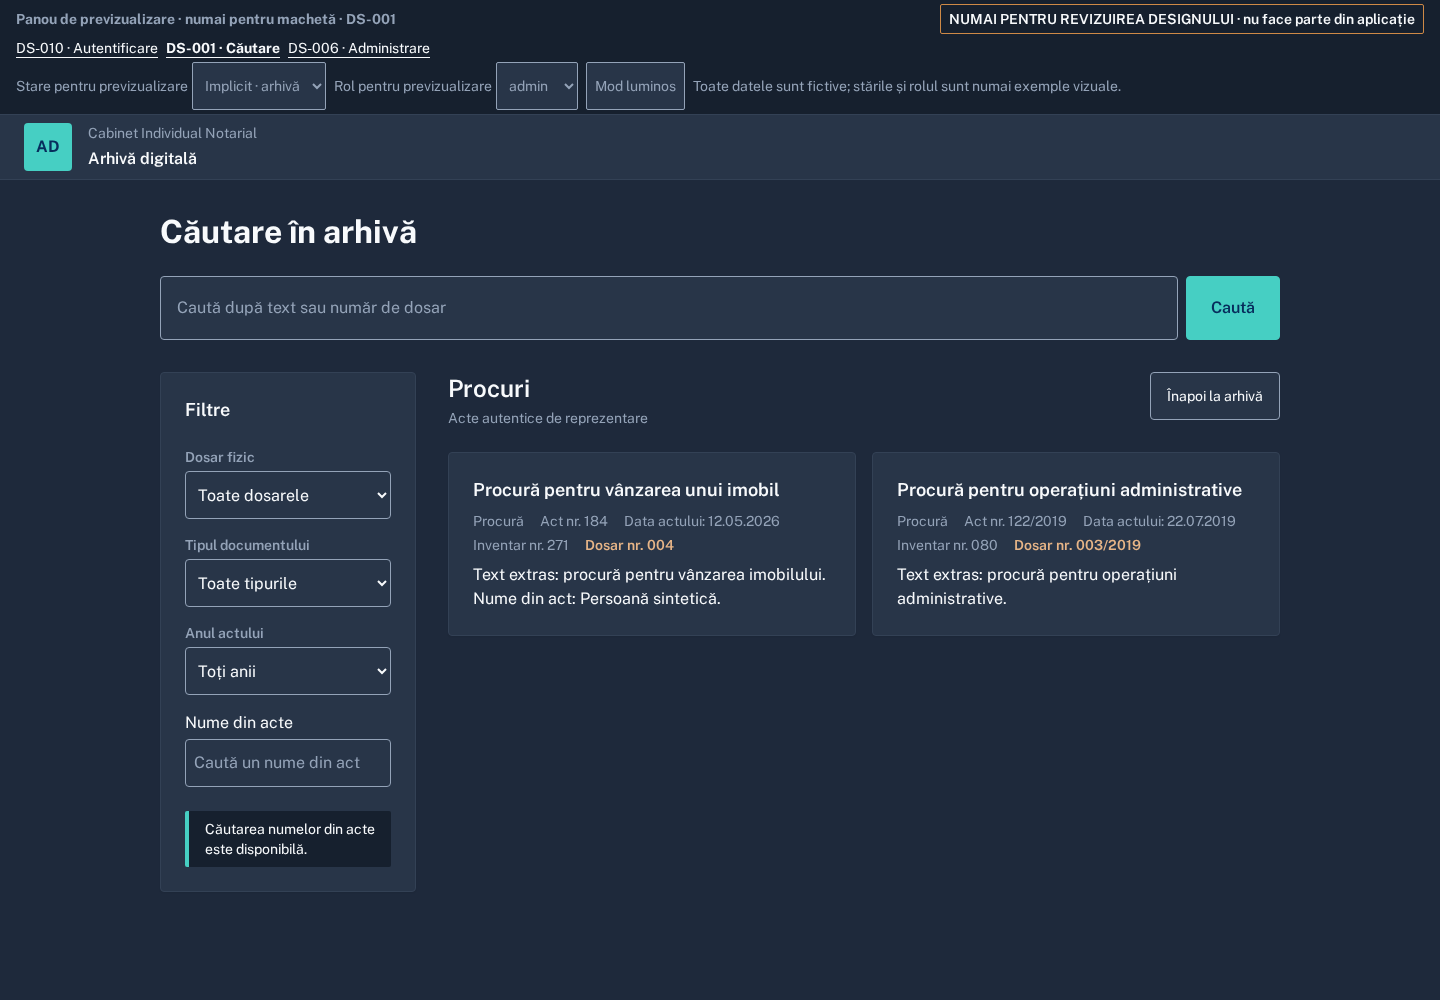 Panou de previzualizare · numai pentru machetă · DS-001
NUMAI PENTRU REVIZUIREA DESIGNULUI · nu face parte din aplicație
DS-010 · Autentificare DS-001 · Căutare DS-006 · Administrare
Stare pentru previzualizare Implicit · arhivă Rol pentru previzualizare admin Mod luminos Toate datele sunt fictive; stările și rolul sunt numai exemple vizuale.
AD
Cabinet Individual Notarial
Arhivă digitală
Căutare în arhivă
Caută după text sau număr de dosar
Caută
Filtre
Dosar fizic
Toate dosarele
Tipul documentului
Toate tipurile
Anul actului
Toți anii
Nume din acte
Caută un nume din act
Căutarea numelor din acte
este disponibilă.
Procuri
Acte autentice de reprezentare
Înapoi la arhivă
Procură pentru vânzarea unui imobil
Procură Act nr. 184 Data actului: 12.05.2026
Inventar nr. 271 Dosar nr. 004
Text extras: procură pentru vânzarea imobilului.
Nume din act: Persoană sintetică.
Procură pentru operațiuni administrative
Procură Act nr. 122/2019 Data actului: 22.07.2019
Inventar nr. 080 Dosar nr. 003/2019
Text extras: procură pentru operațiuni
administrative.